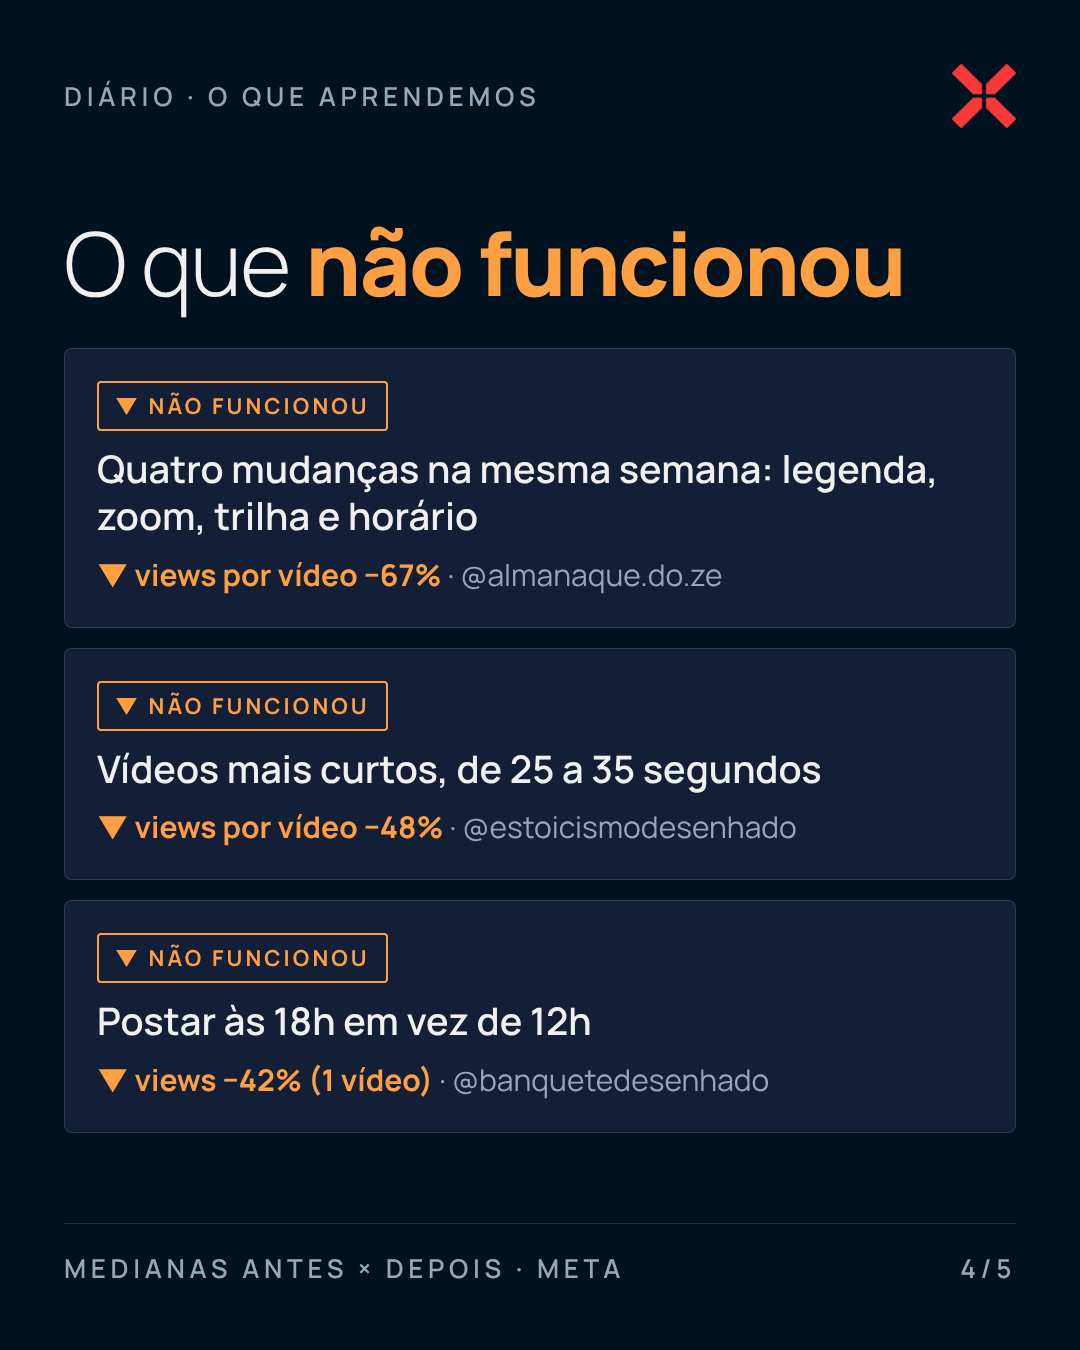 DIÁRIO · O QUE APRENDEMOS
O que não funcionou
▼ NÃO FUNCIONOU
Quatro mudanças na mesma semana: legenda,
zoom, trilha e horário
▼ views por vídeo −67% · @almanaque.do.ze
▼ NÃO FUNCIONOU
Vídeos mais curtos, de 25 a 35 segundos
▼ views por vídeo −48% · @estoicismodesenhado
▼ NÃO FUNCIONOU
Postar às 18h em vez de 12h
▼ views −42% (1 vídeo) · @banquetedesenhado
MEDIANAS ANTES × DEPOIS · META
4/5